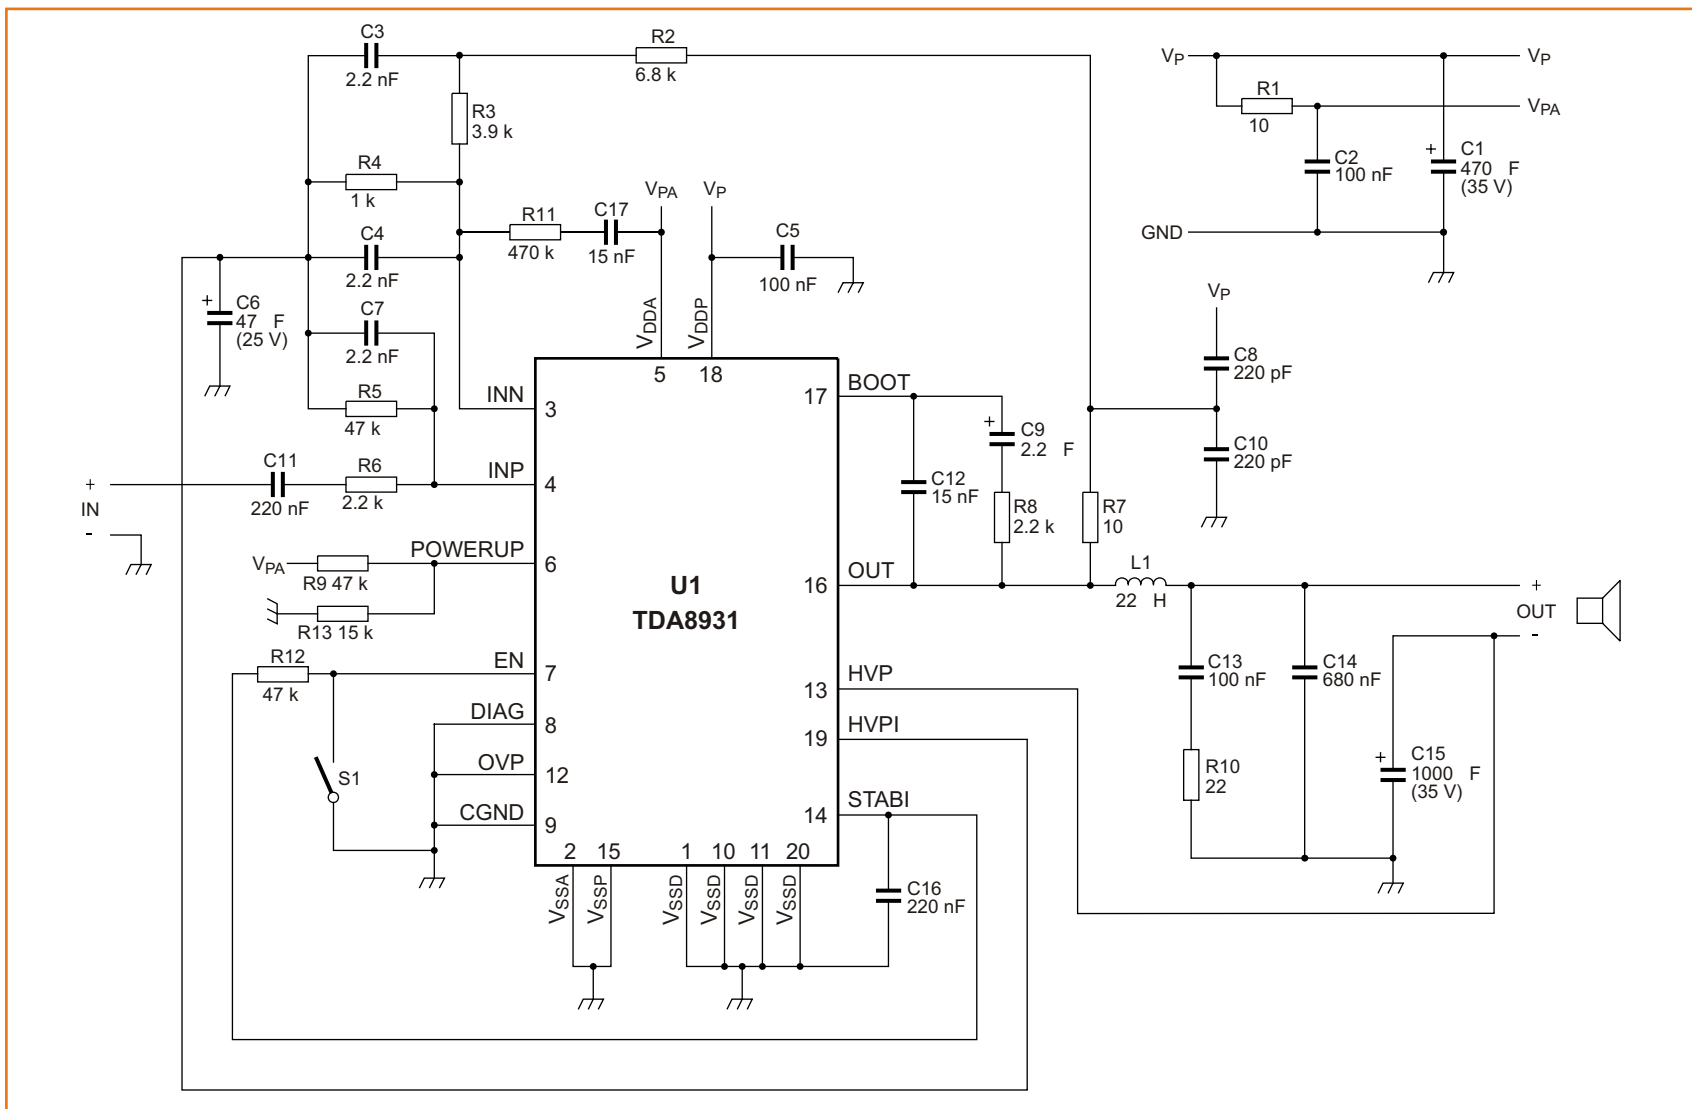 C3
2.2 nF
R2
6.8 k
R3
3.9 k
R4
1 k
C4
2.2 nF
R11
470 k
C17
15 nF
VPA
VP
C5
100 nF
+
C6
47 F
(25 V)
C7
2.2 nF
R5
47 k
C11
220 nF
R6
2.2 k
+
IN
-
VPA
R9 47 k
R13 15 k
R12
47 k
S1
VDDA
VDDP
5
18
INN
3
INP
4
POWERUP
6
EN
7
DIAG
8
OVP
12
CGND
9
U1
TDA8931
17
BOOT
16
OUT
13
HVP
19
HVPI
14
STABI
2
15
1
10
11
20
VSSA
VSSP
VSSD
VSSD
VSSD
VSSD
C16
220 nF
+
C9
2.2 F
C12
15 nF
R8
2.2 k
R7
10
L1
22 H
VP
C8
220 pF
C10
220 pF
C13
100 nF
C14
680 nF
R10
22
+
C15
1000 F
(35 V)
+
OUT
-
VP
VP
R1
10
VPA
C2
100 nF
+
C1
470 F
(35 V)
GND